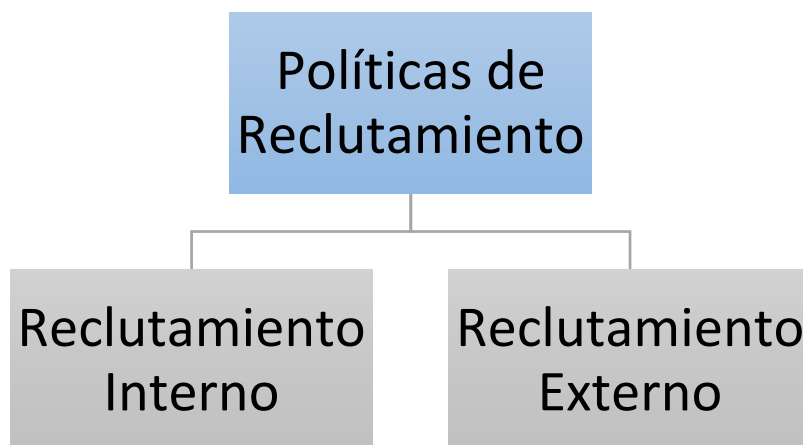 Políticas de
Reclutamiento
Reclutamiento
Interno
Reclutamiento
Externo